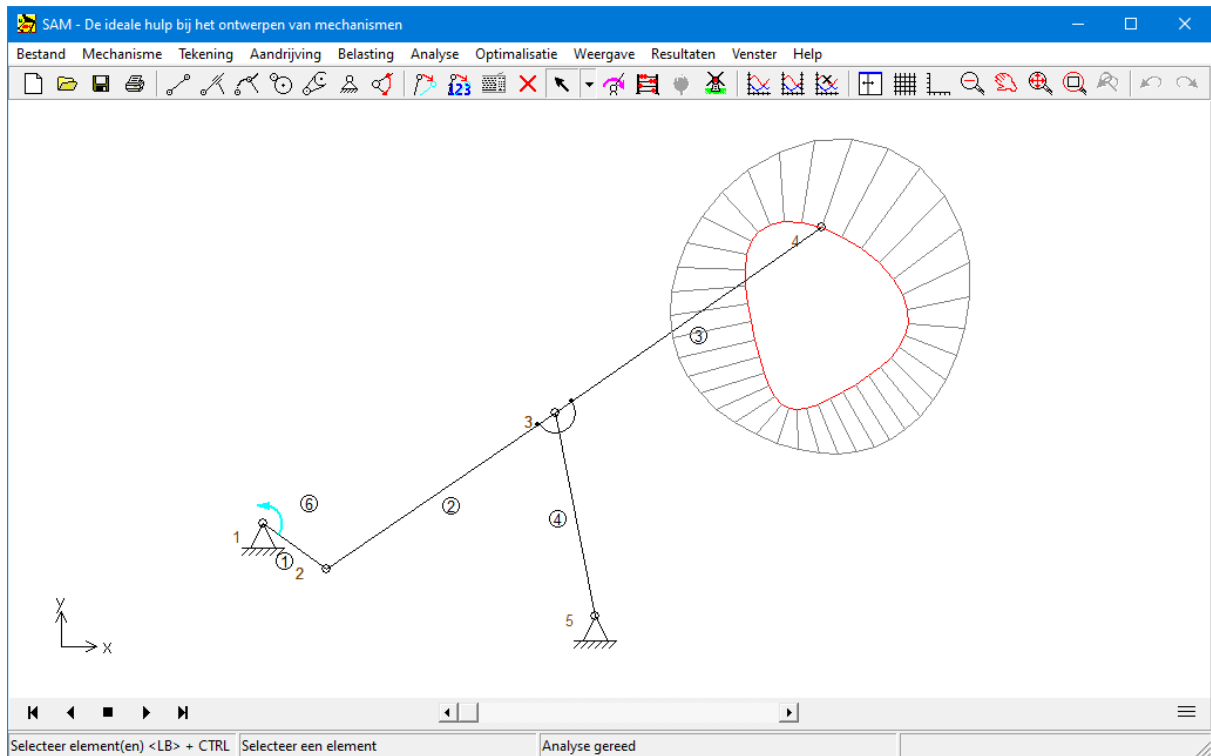 SAM - De ideale hulp bij het ontwerpen van mechanismen
Bestand Mechanisme Tekening Aandrijving Belasting Analyse Optimalisatie Weergave Resultaten Venster Help
123
4
3
3
2
6
4
1
1
2
5
y
x
Selecteer element(en) <LB> + CTRL Selecteer een element Analyse gereed